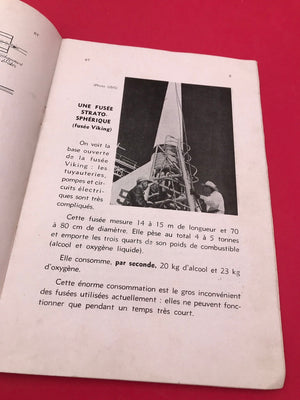 (Photo USIS)
UNE FUSÉE
STRATO-
SPHÉRIQUE
(fusée Viking)
On voit la
base ouverte
de la fusée
Viking : les
tuyauteries,
pompes et cir-
cuits électri-
ques sont très
compliqués.
Cette fusée mesure 14 à 15 m de longueur et 70
à 80 cm de diamètre. Elle pèse au total 4 à 5 tonnes
et emporte les trois quarts de son poids de combustible
(alcool et oxygène liquide).
Elle consomme, par seconde, 20 kg d'alcool et 23 kg
d'oxygène.
Cette énorme consommation est le gros inconvénient
des fusées utilisées actuellement : elles ne peuvent fonc-
tionner que pendant un temps très court.